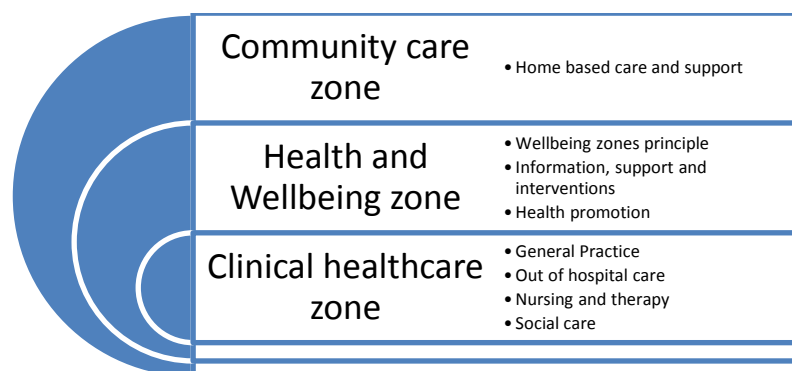 Community care
zone
• Home based care and support
Health and
Wellbeing zone
• Wellbeing zones principle
• Information, support and
interventions
• Health promotion
Clinical healthcare
zone
• General Practice
• Out of hospital care
• Nursing and therapy
• Social care